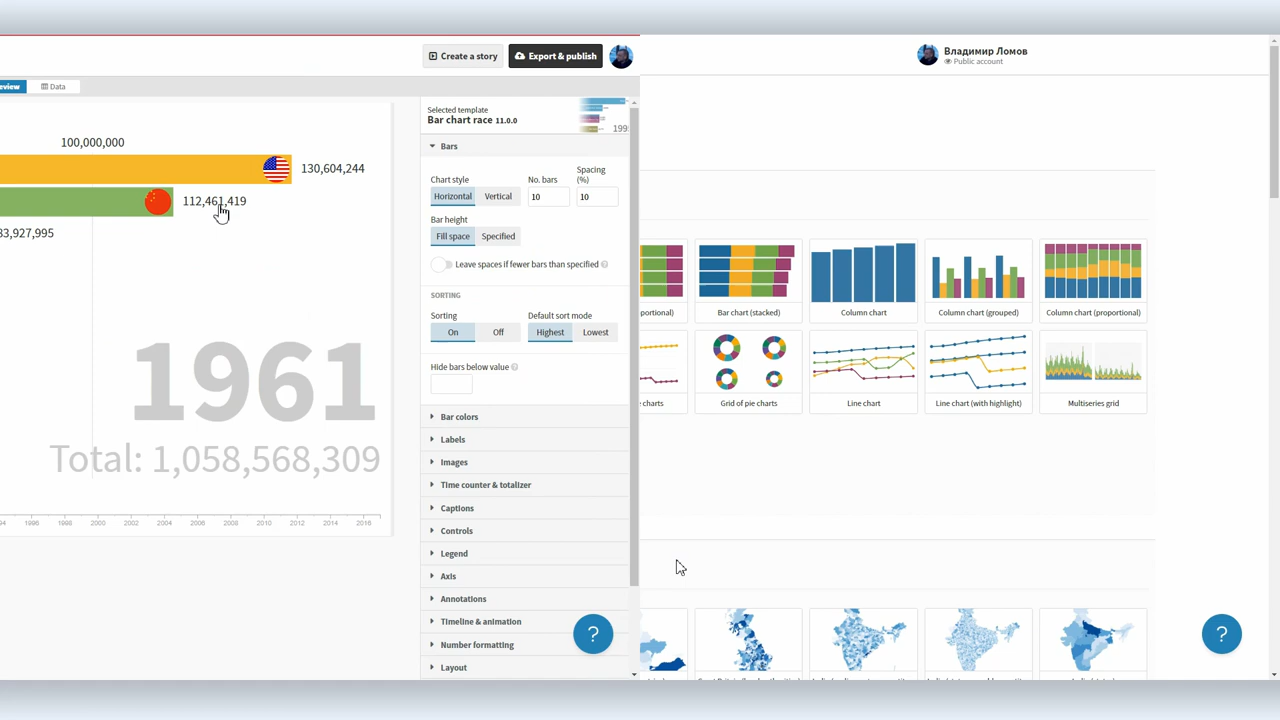 Create a story
Export & publish
eview
Data
100,000,000
130,604,244
112,461,419
33,927,995
1961
Total: 1,058,568,309
94 1996 1998 2000 2002 2004 2006 2008 2010 2012 2014 2016
Selected template
Bar chart race 11.0.0
199
Bars
Chart style
No. bars
Spacing (%)
Horizontal
Vertical
10
10
Bar height
Fill space
Specified
Leave spaces if fewer bars than specified
SORTING
Sorting
Default sort mode
On
Off
Highest
Lowest
Hide bars below value
Bar colors
Labels
Images
Time counter & totalizer
Captions
Controls
Legend
Axis
Annotations
Timeline & animation
Number formatting
Layout
?
Владимир Ломов
Public account
portional)
Bar chart (stacked)
Column chart
Column chart (grouped)
Column chart (proportional)
e charts
Grid of pie charts
Line chart
Line chart (with highlight)
Multiseries grid
?